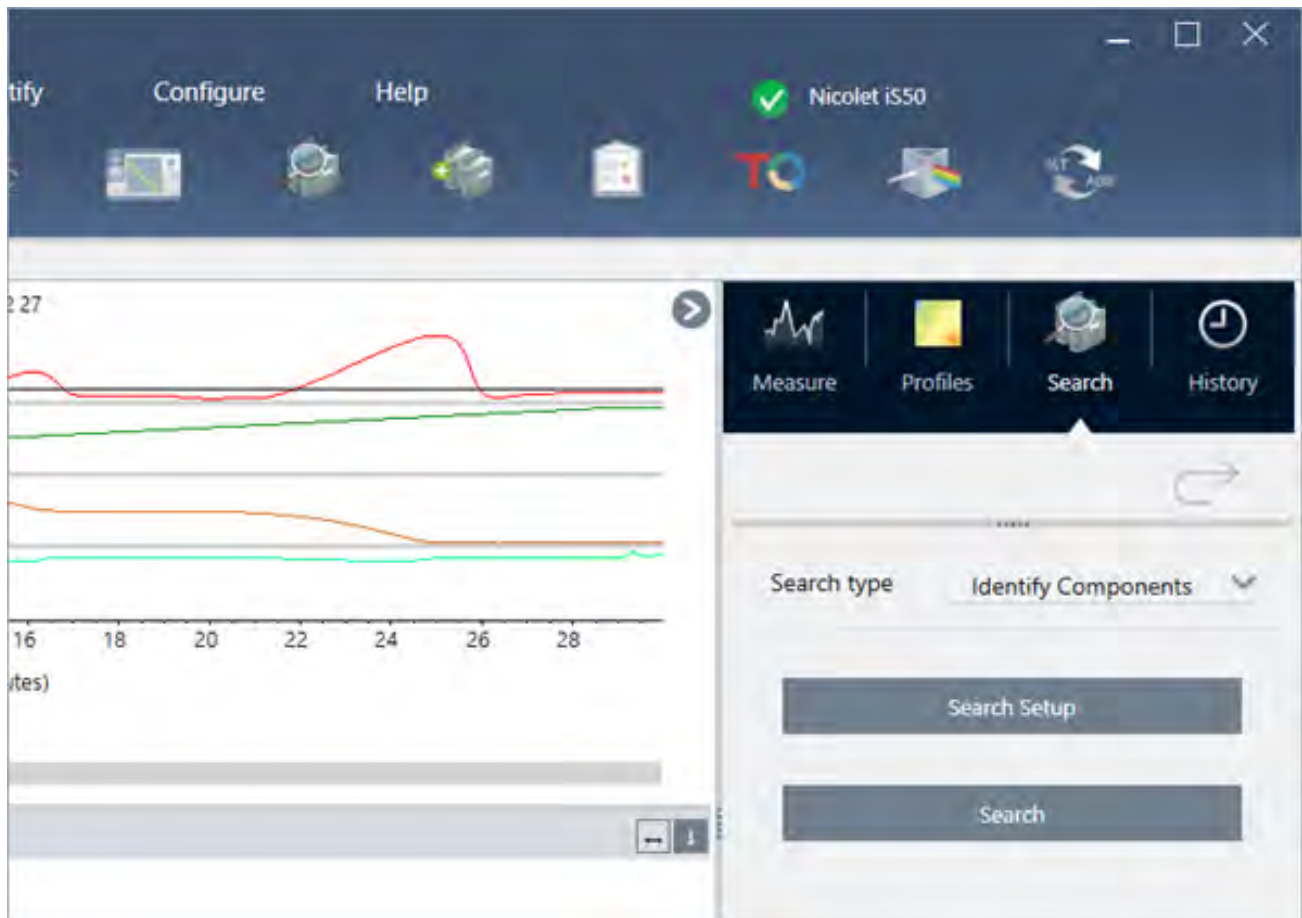 tify Configure Help
Nicolet iS50
TQ
2 27
Measure Profiles Search History
Search type Identify Components
16 18 20 22 24 26 28
utes)
Search Setup
Search